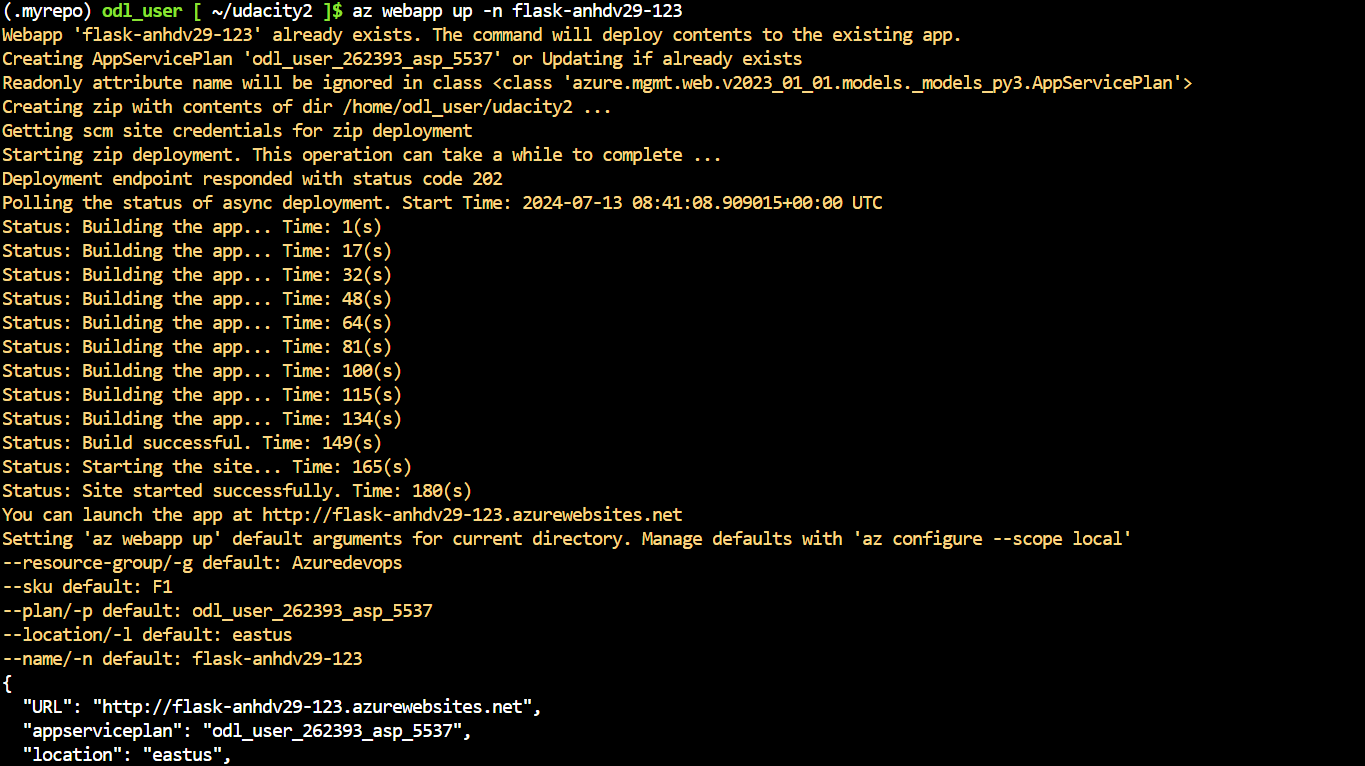 (.myrepo) odl_user [ ~/udacity2 ]$ az webapp up -n flask-anhdv29-123
Webapp 'flask-anhdv29-123' already exists. The command will deploy contents to the existing app.
Creating AppServicePlan 'odl_user_262393_asp_5537' or Updating if already exists
Readonly attribute name will be ignored in class <class 'azure.mgmt.web.v2023_01_01.models._models_py3.AppServicePlan'>
Creating zip with contents of dir /home/odl_user/udacity2 ...
Getting scm site credentials for zip deployment
Starting zip deployment. This operation can take a while to complete ...
Deployment endpoint responded with status code 202
Polling the status of async deployment. Start Time: 2024-07-13 08:41:08.909015+00:00 UTC
Status: Building the app... Time: 1(s)
Status: Building the app... Time: 17(s)
Status: Building the app... Time: 32(s)
Status: Building the app... Time: 48(s)
Status: Building the app... Time: 64(s)
Status: Building the app... Time: 81(s)
Status: Building the app... Time: 100(s)
Status: Building the app... Time: 115(s)
Status: Building the app... Time: 134(s)
Status: Build successful. Time: 149(s)
Status: Starting the site... Time: 165(s)
Status: Site started successfully. Time: 180(s)
You can launch the app at http://flask-anhdv29-123.azurewebsites.net
Setting 'az webapp up' default arguments for current directory. Manage defaults with 'az configure --scope local'
--resource-group/-g default: Azuredevops
--sku default: F1
--plan/-p default: odl_user_262393_asp_5537
--location/-l default: eastus
--name/-n default: flask-anhdv29-123
{
  "URL": "http://flask-anhdv29-123.azurewebsites.net",
  "appserviceplan": "odl_user_262393_asp_5537",
  "location": "eastus",